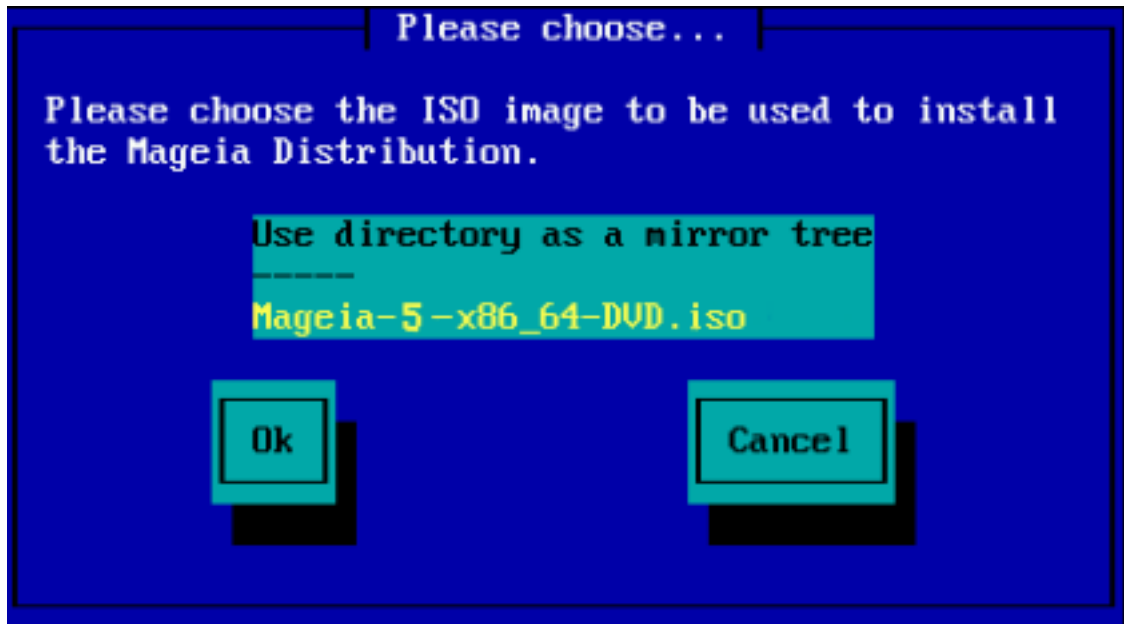 Please choose...
Please choose the ISO image to be used to install
the Mageia Distribution.
Use directory as a mirror tree
-----
Mageia-5-x86_64-DVD.iso
Ok
Cancel